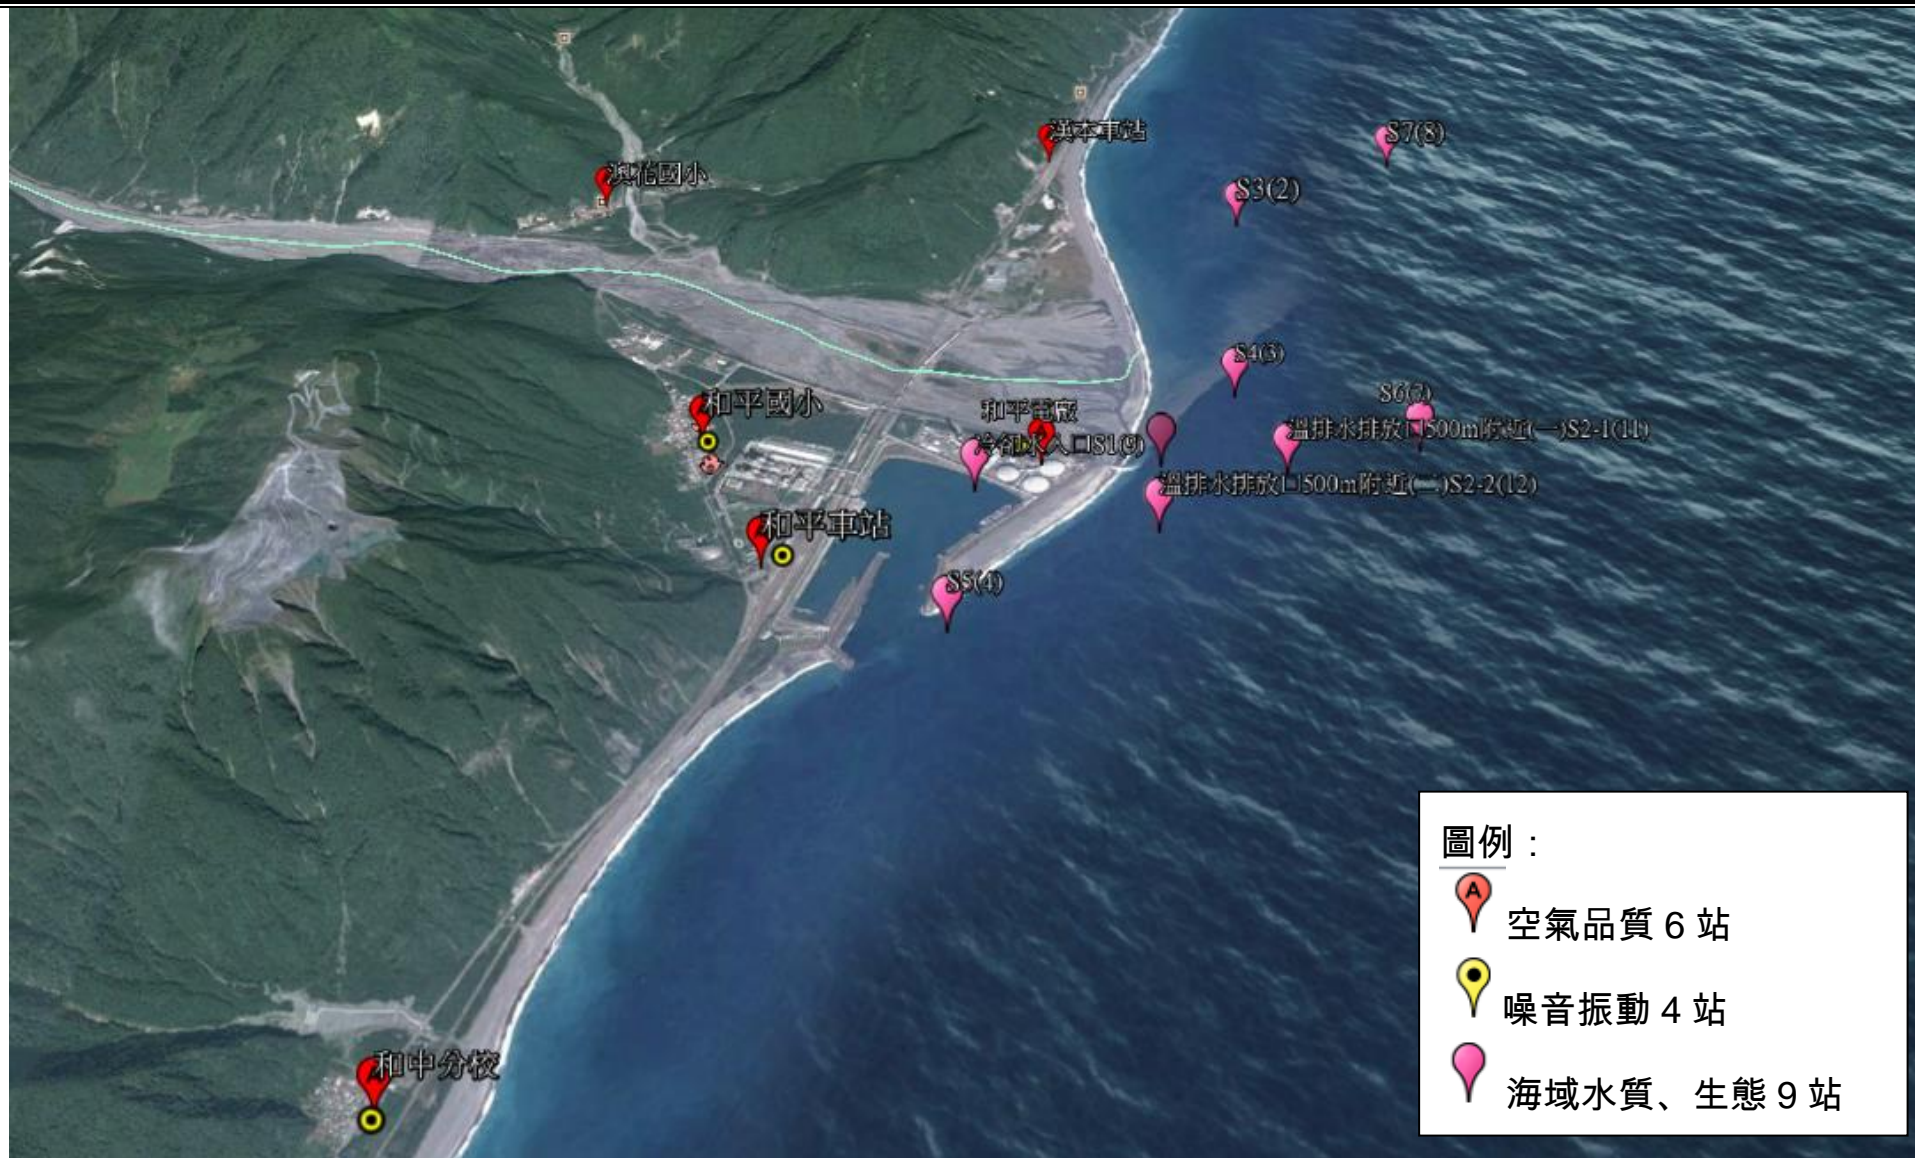 漢本車站
S7(8)
澳花國小
S3(2)
S4(3)
和平國小
和平電廠
冷卻水入口S1(9)
溫排水排放口500m附近(一)S2-1(11)
溫排水排放口500m附近(二)S2-2(12)
和平車站
S5(4)
和中分校
圖例：
A
空氣品質 6 站
噪音振動 4 站
海域水質、生態 9 站